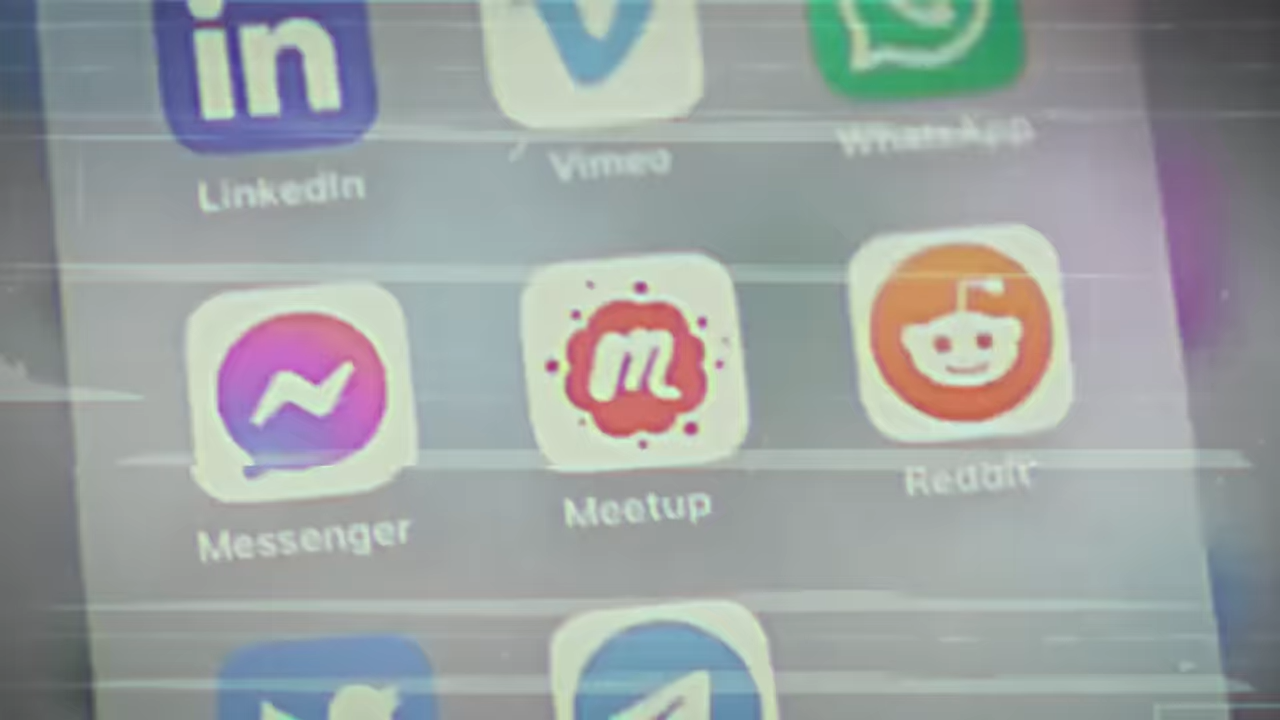 in
LinkedIn
Vimeo
WhatsApp
m
Messenger
Meetup
Reddit